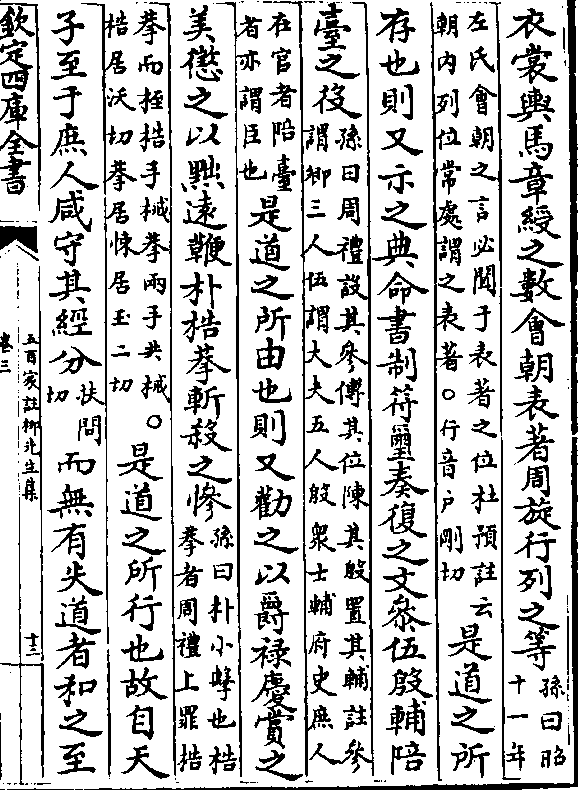 衣裳輿馬章綬之數會朝表著周旋行列之等孫曰昭
十一年
左氏會朝之言必聞于表著之位杜預註云
朝内列位常處謂之表著○行音户剛切
是道之所
存也則又示之典命書制符璽奏復之文參伍殷輔陪
臺之役
孫曰周禮設其參傅其伍陳其殷置其輔註參
謂卿三人伍謂大夫五人殷衆士輔府史庶人
在官者陪臺
者亦謂臣也
是道之所由也則又勸之以爵禄慶賞之
美懲之以黜遠鞭朴梏拲斬殺之慘
孫曰朴小擊也梏
拲者周禮上罪梏
拲而桎梏手械拲兩手共械
梏居沃切拲居悚居玉二切
○是道之所行也故自天
子至于庶人咸守其經分
扶問
切
而無有失道者和之至
欽定四庫全書
五百家註柳先生集
卷三
十三